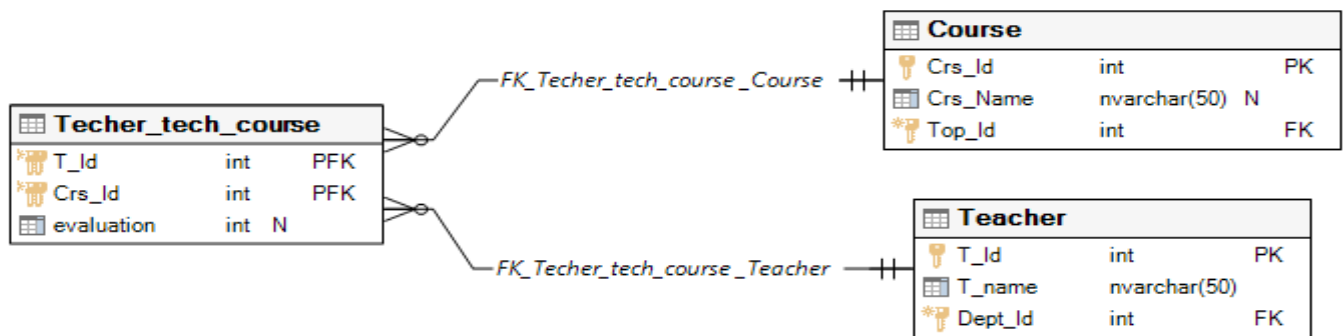 Techer_tech_course
T_Id int PFK
Crs_Id int PFK
evaluation int N
FK_Techer_tech_course_Course
FK_Techer_tech_course_Teacher
Course
Crs_Id int PK
Crs_Name nvarchar(50) N
Top_Id int FK
Teacher
T_Id int PK
T_name nvarchar(50)
Dept_Id int FK